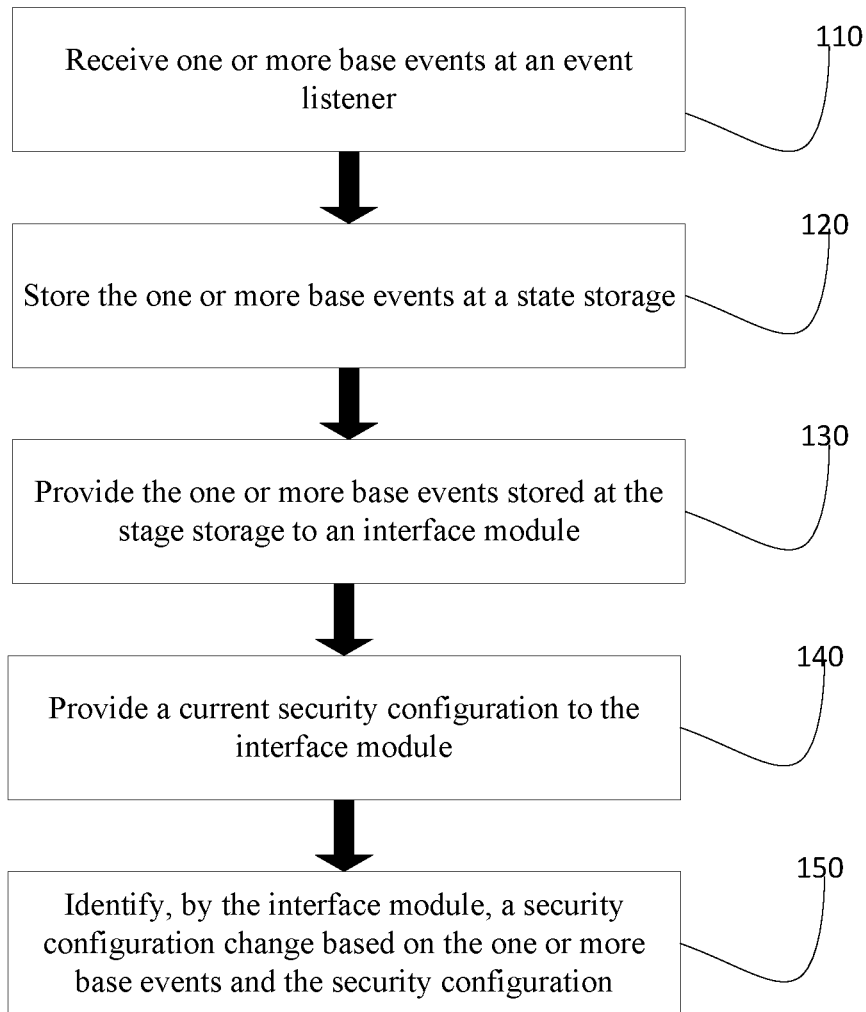 Receive one or more base events at an event
listener
110
Store the one or more base events at a state storage
120
Provide the one or more base events stored at the
stage storage to an interface module
130
Provide a current security configuration to the
interface module
140
Identify, by the interface module, a security
configuration change based on the one or more
base events and the security configuration
150